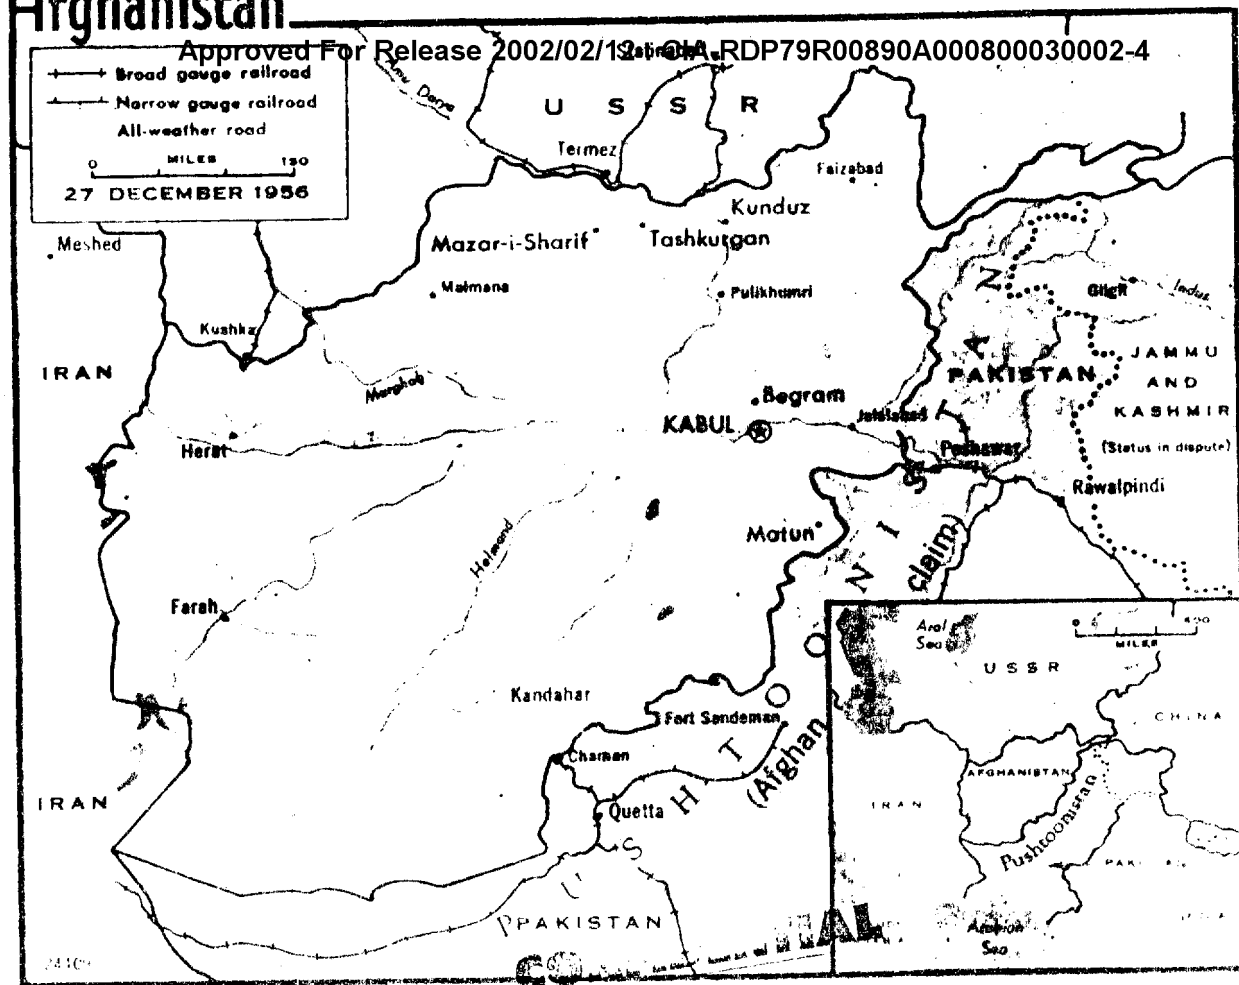 Afghanistan
Approved For Release 2002/02/12 : CIA-RDP79R00890A000800030002-4
Broad gauge railroad
Narrow gauge railroad
All-weather road
0 MILES 150
27 DECEMBER 1956
Amu Darya
U S S R
Termez
Faizabad
Kunduz
Meshed
Mazar-i-Sharif
Tashkurgan
Maimana
Pulikhumri
Gilgit
Indus
Kushka
IRAN
JAMMU
AND
KASHMIR
(Status in dispute)
PAKISTAN
Murghab
Begram
KABUL
Jalalabad
Peshawar
Herat
Rawalpindi
Matun
Helmand
Farah
Kandahar
Fort Sandeman
Chaman
Quetta
PUSHTOONISTAN
(Afghan claim)
IRAN
PAKISTAN
Aral
Sea
MILES
USSR
CHINA
AFGHANISTAN
IRAN
Pushtoonistan
Arabian
Sea